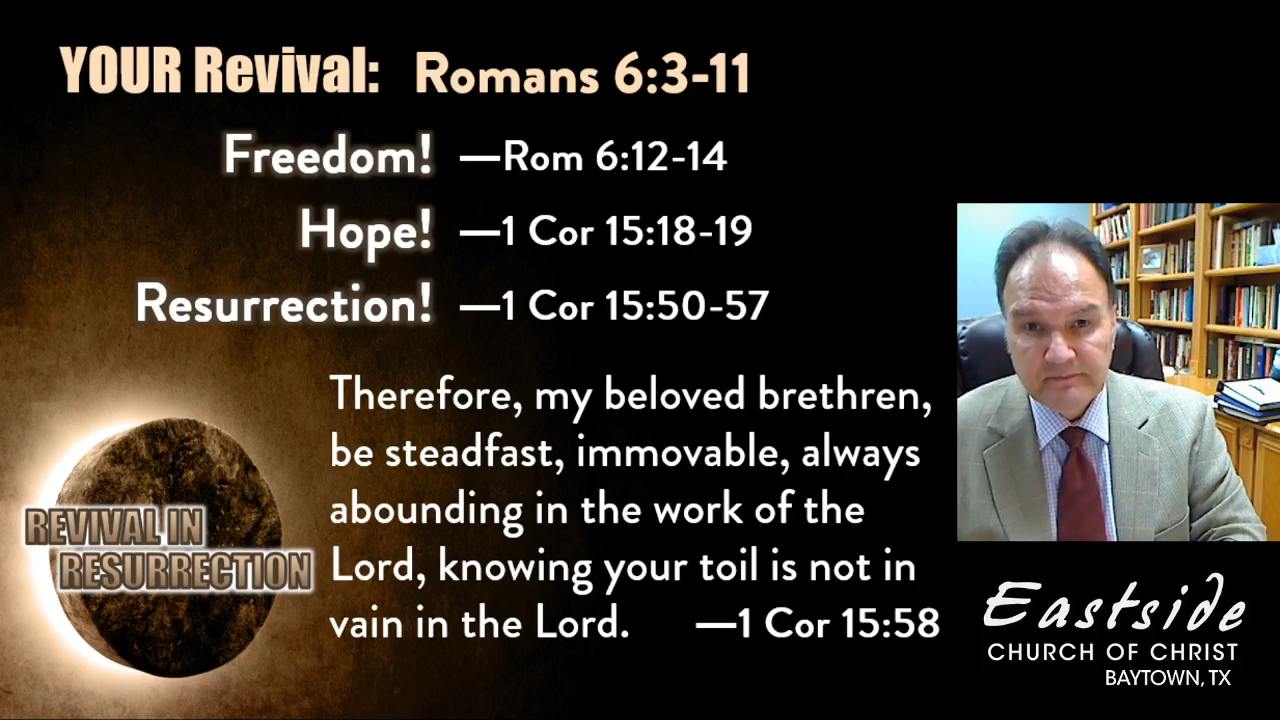 YOUR Revival: Romans 6:3-11
Freedom! —Rom 6:12-14
Hope! —1 Cor 15:18-19
Resurrection! —1 Cor 15:50-57
Therefore, my beloved brethren,
be steadfast, immovable, always
abounding in the work of the
Lord, knowing your toil is not in
vain in the Lord. —1 Cor 15:58
REVIVAL IN
RESURRECTION
Eastside
CHURCH OF CHRIST
BAYTOWN, TX